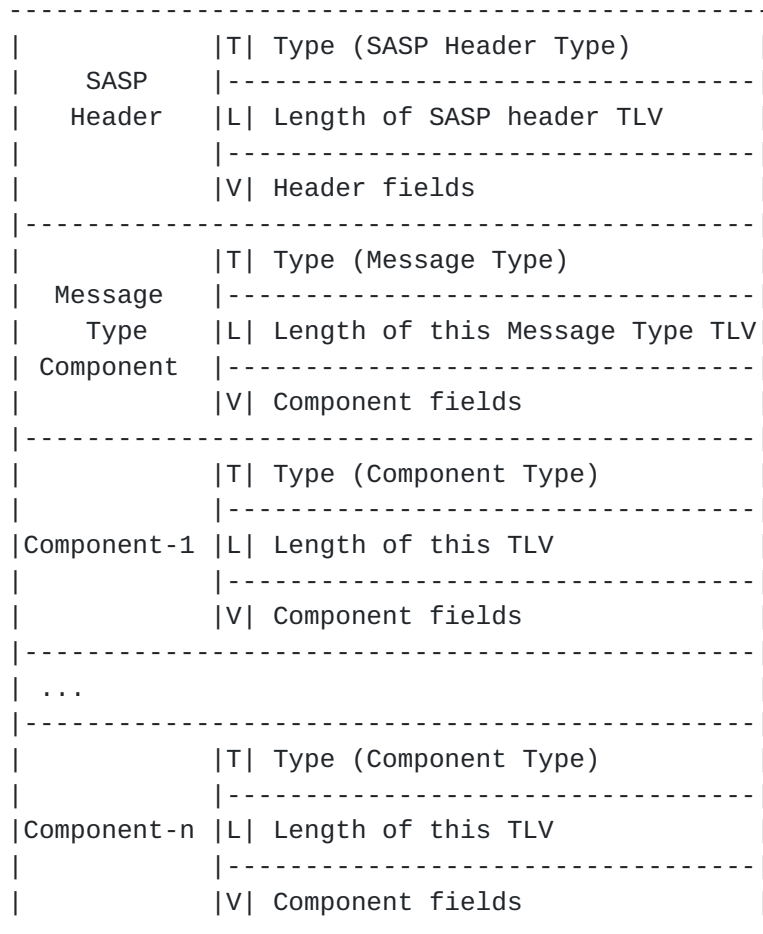 -------------------------------------------------
|            |T| Type (SASP Header Type)        |
|    SASP    |----------------------------------|
|   Header   |L| Length of SASP header TLV      |
|            |----------------------------------|
|            |V| Header fields                  |
|-----------------------------------------------|
|            |T| Type (Message Type)            |
|  Message   |----------------------------------|
|    Type    |L| Length of this Message Type TLV|
| Component  |----------------------------------|
|            |V| Component fields               |
|-----------------------------------------------|
|            |T| Type (Component Type)          |
|            |----------------------------------|
|Component-1 |L| Length of this TLV             |
|            |----------------------------------|
|            |V| Component fields               |
|-----------------------------------------------|
| ...                                           |
|-----------------------------------------------|
|            |T| Type (Component Type)          |
|            |----------------------------------|
|Component-n |L| Length of this TLV             |
|            |----------------------------------|
|            |V| Component fields               |